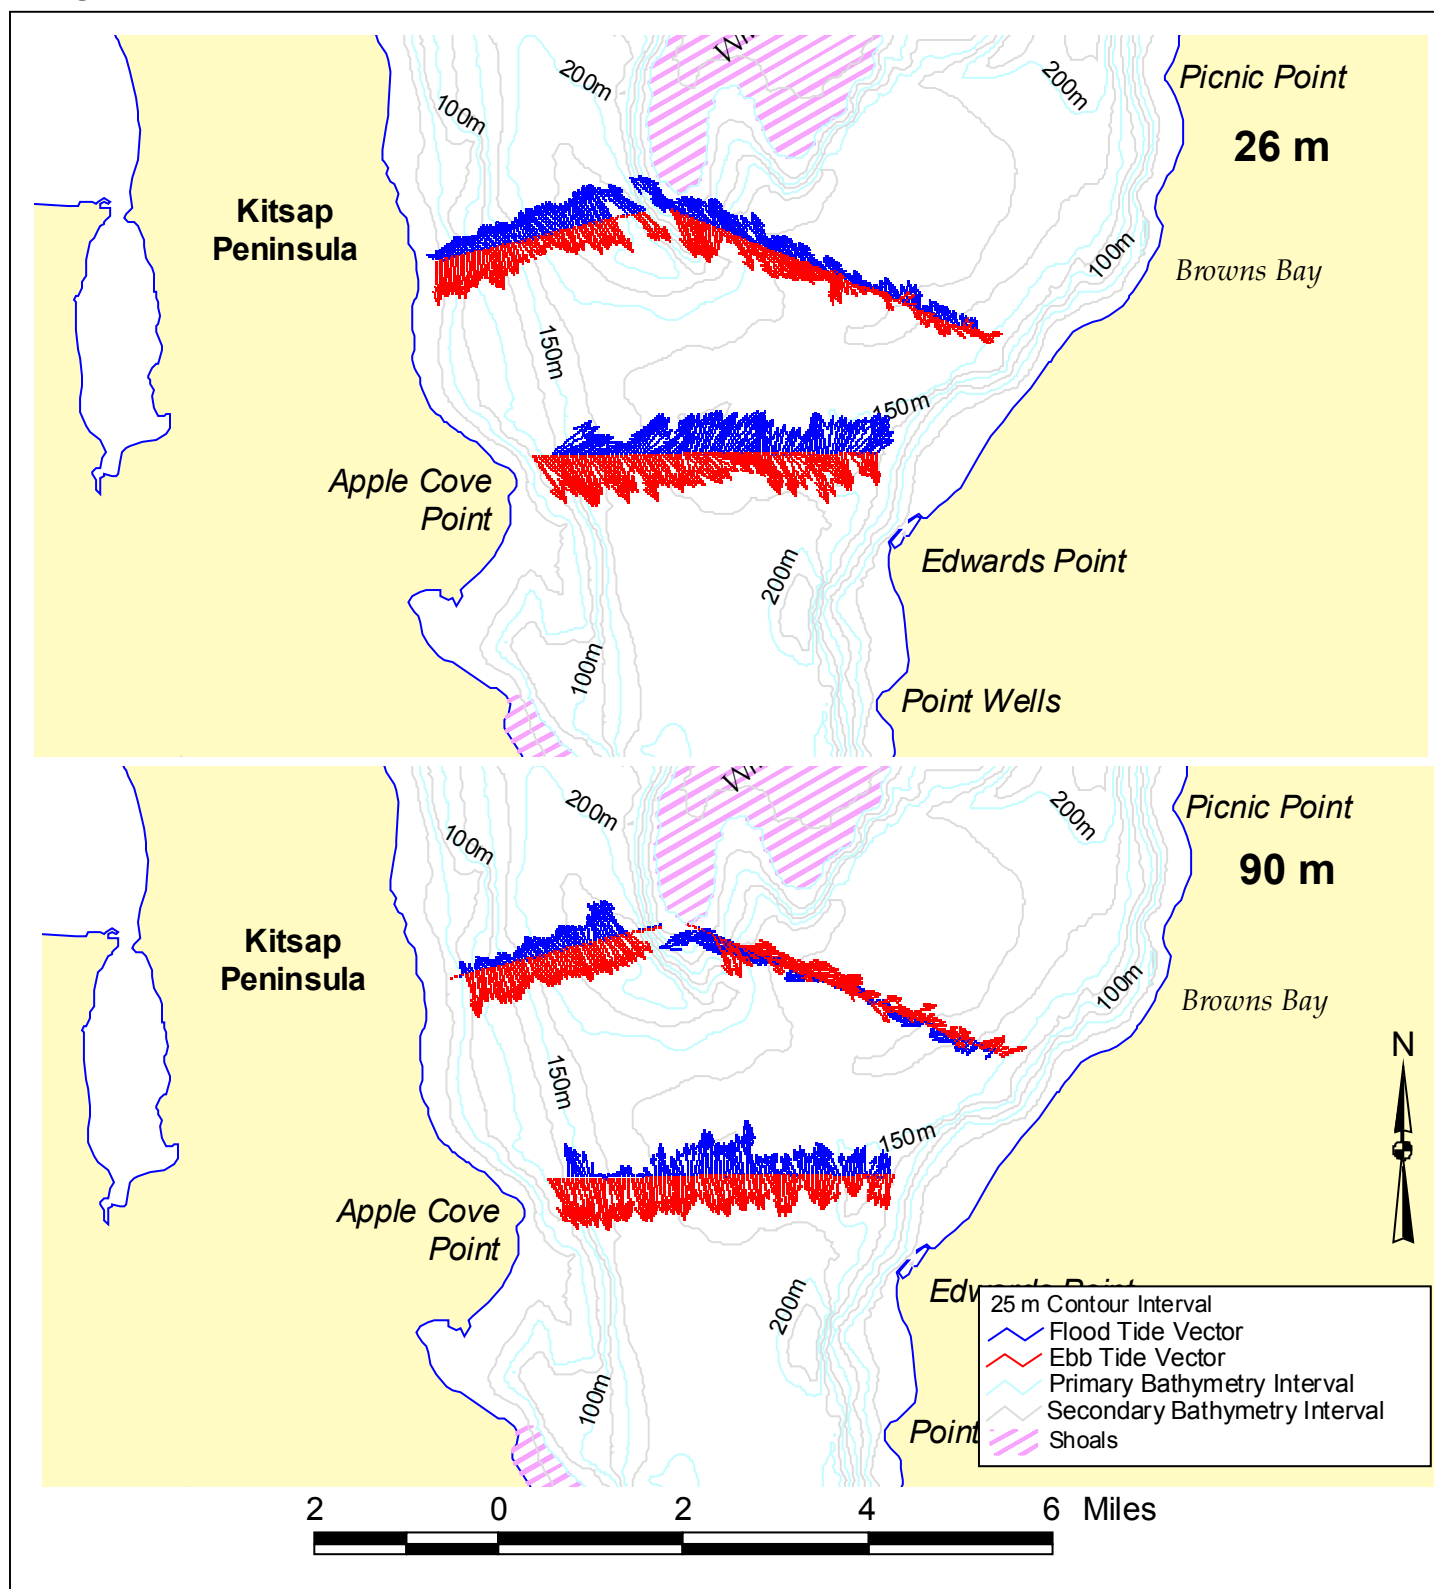 200m
200m
Picnic Point
100m
26 m
Kitsap
Peninsula
100m
Browns Bay
150m
150m
Apple Cove
Point
200m
Edwards Point
100m
Point Wells
200m
200m
Picnic Point
100m
90 m
Kitsap
Peninsula
100m
Browns Bay
N
150m
150m
Apple Cove
Point
200m
25 m Contour Interval
Flood Tide Vector
Ebb Tide Vector
100m
Primary Bathymetry Interval
Secondary Bathymetry Interval
Point
Shoals
2 0 2 4 6 Miles